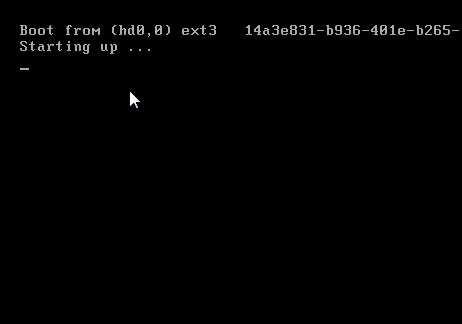 Boot from (hd0,0) ext3   14a3e831-b936-401e-b265-
Starting up ...